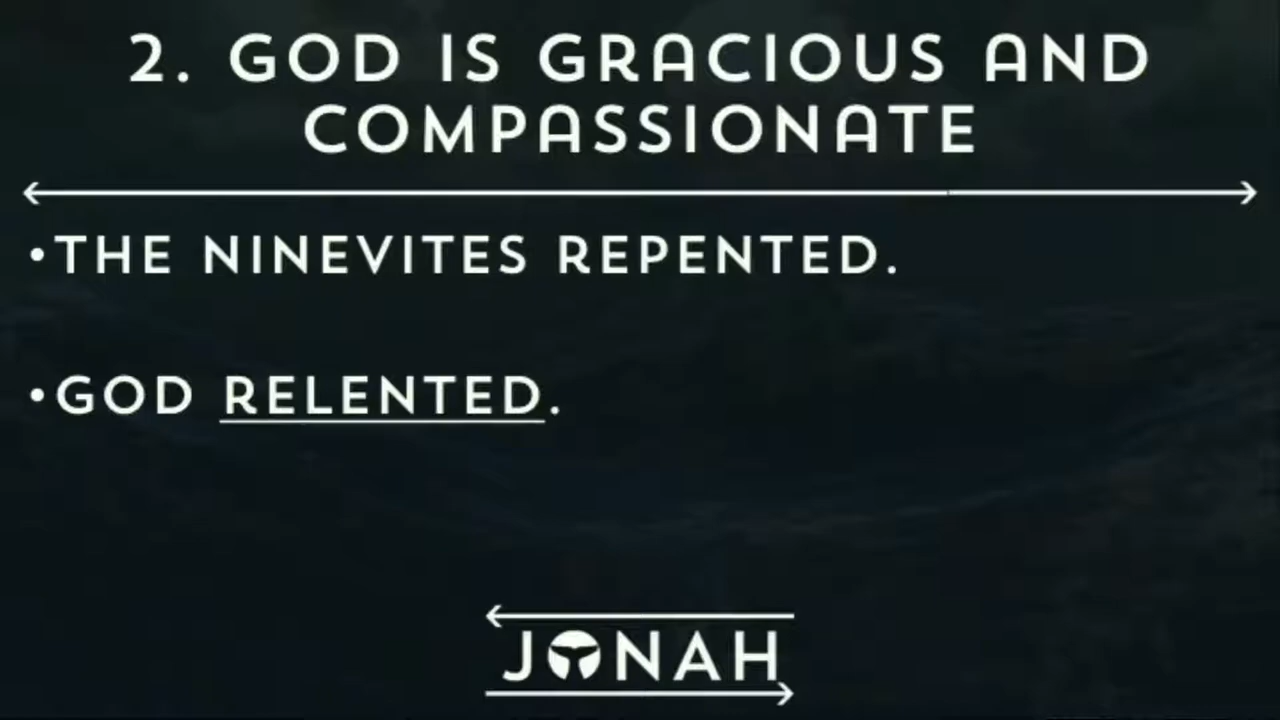 2. GOD IS GRACIOUS AND
COMPASSIONATE
•THE NINEVITES REPENTED.
•GOD RELENTED.
JONAH